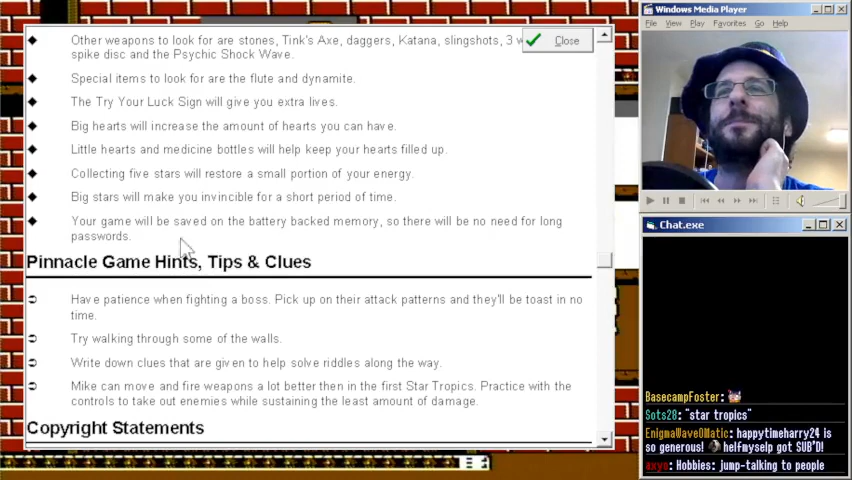 Other weapons to look for are stones, Tink's Axe, daggers, Katana, slingshots, 3
spike disc and the Psychic Shock Wave.
Close
Special items to look for are the flute and dynamite.
The Try Your Luck Sign will give you extra lives.
Big hearts will increase the amount of hearts you can have.
Little hearts and medicine bottles will help keep your hearts filled up.
Collecting five stars will restore a small portion of your energy.
Big stars will make you invincible for a short period of time.
Your game will be saved on the battery backed memory, so there will be no need for long
passwords.
Pinnacle Game Hints, Tips & Clues
Have patience when fighting a boss. Pick up on their attack patterns and they'll be toast in no
time.
Try walking through some of the walls.
Write down clues that are given to help solve riddles along the way.
Mike can move and fire weapons a lot better then in the first Star Tropics. Practice with the
controls to take out enemies while sustaining the least amount of damage.
Copyright Statements
Windows Media Player
File View Play Favorites Go Help
Chat.exe
BasecampFoster:
Sots28: "star tropics"
EnigmaWaveOMatic: happytimeharry24 is
so generous! helfmyselp got SUB'D!
axyo: Hobbies: jump-talking to people